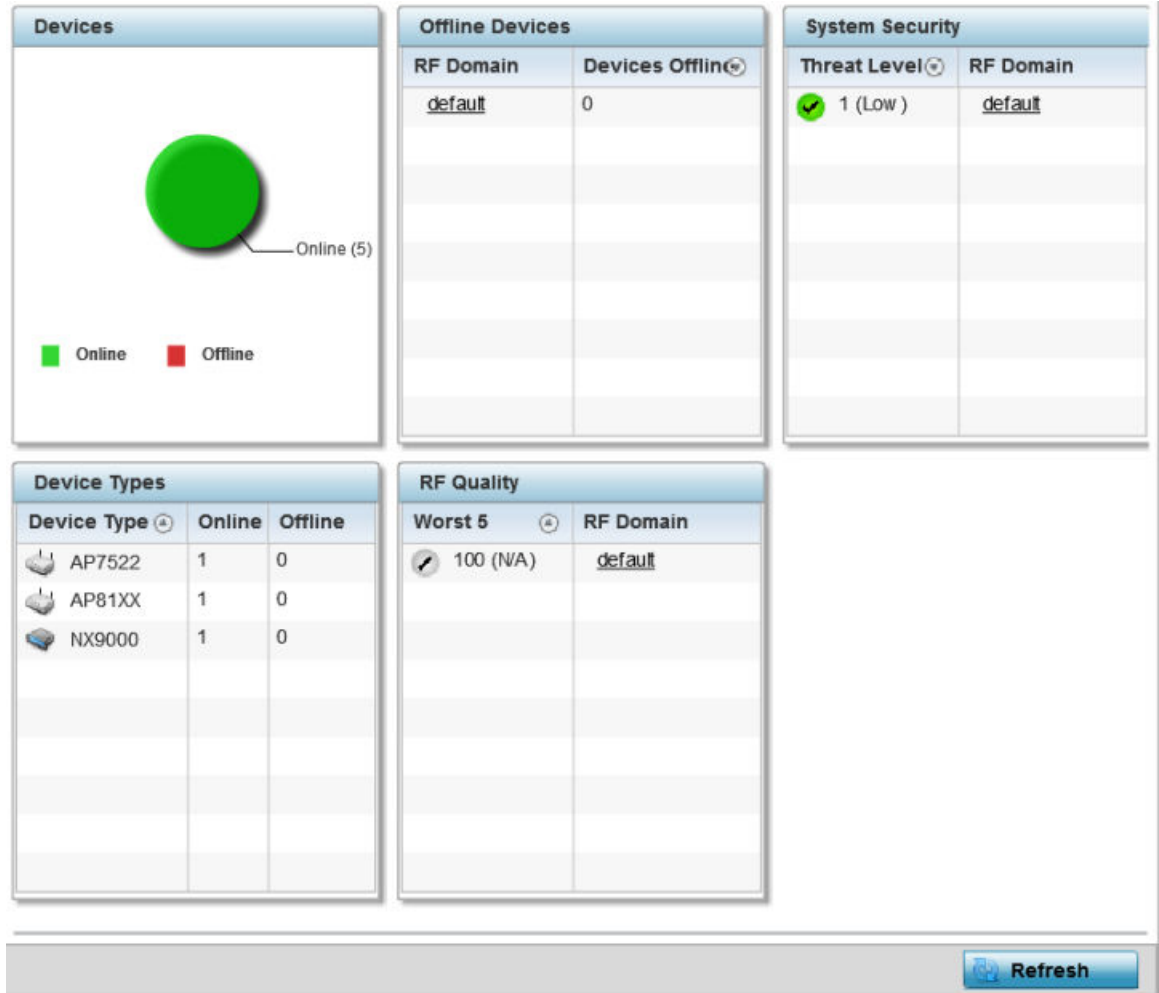 Devices
Online (5)
Online Offline
Offline Devices
RF Domain Devices Offline
default 0
System Security
Threat Level RF Domain
1 (Low ) default
Device Types
Device Type Online Offline
AP7522 1 0
AP81XX 1 0
NX9000 1 0
RF Quality
Worst 5 RF Domain
100 (N/A) default
Refresh